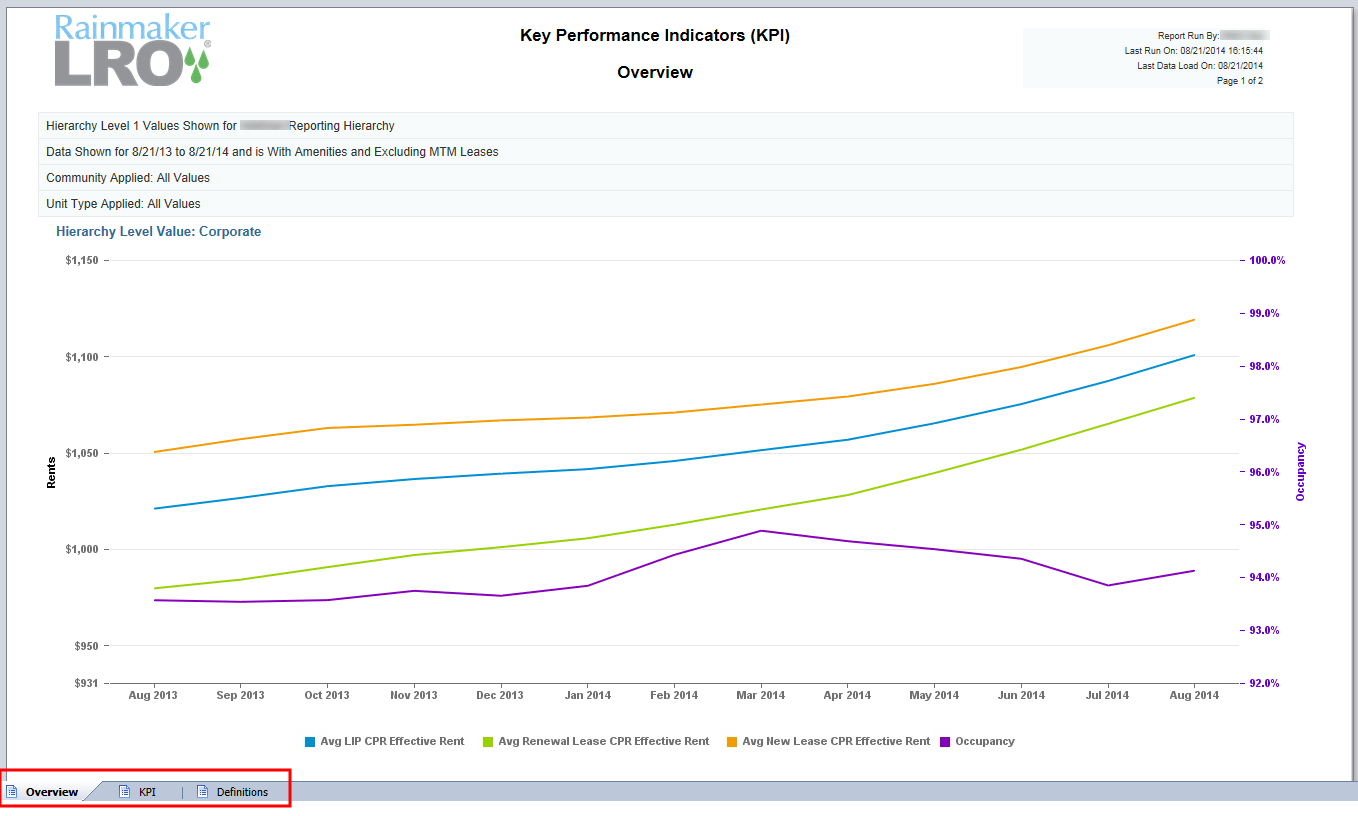 Rainmaker
LRO®
Key Performance Indicators (KPI)
Overview
Report Run By:
Last Run On: 08/21/2014 16:15:44
Last Data Load On: 08/21/2014
Page 1 of 2
Hierarchy Level 1 Values Shown for Reporting Hierarchy
Data Shown for 8/21/13 to 8/21/14 and is With Amenities and Excluding MTM Leases
Community Applied: All Values
Unit Type Applied: All Values
Hierarchy Level Value: Corporate
$1,150
$1,100
$1,050
$1,000
$950
$931
Rents
100.0%
99.0%
98.0%
97.0%
96.0%
95.0%
94.0%
93.0%
92.0%
Occupancy
Aug 2013 Sep 2013 Oct 2013 Nov 2013 Dec 2013 Jan 2014 Feb 2014 Mar 2014 Apr 2014 May 2014 Jun 2014 Jul 2014 Aug 2014
Avg LIP CPR Effective Rent Avg Renewal Lease CPR Effective Rent Avg New Lease CPR Effective Rent Occupancy
Overview KPI | Definitions